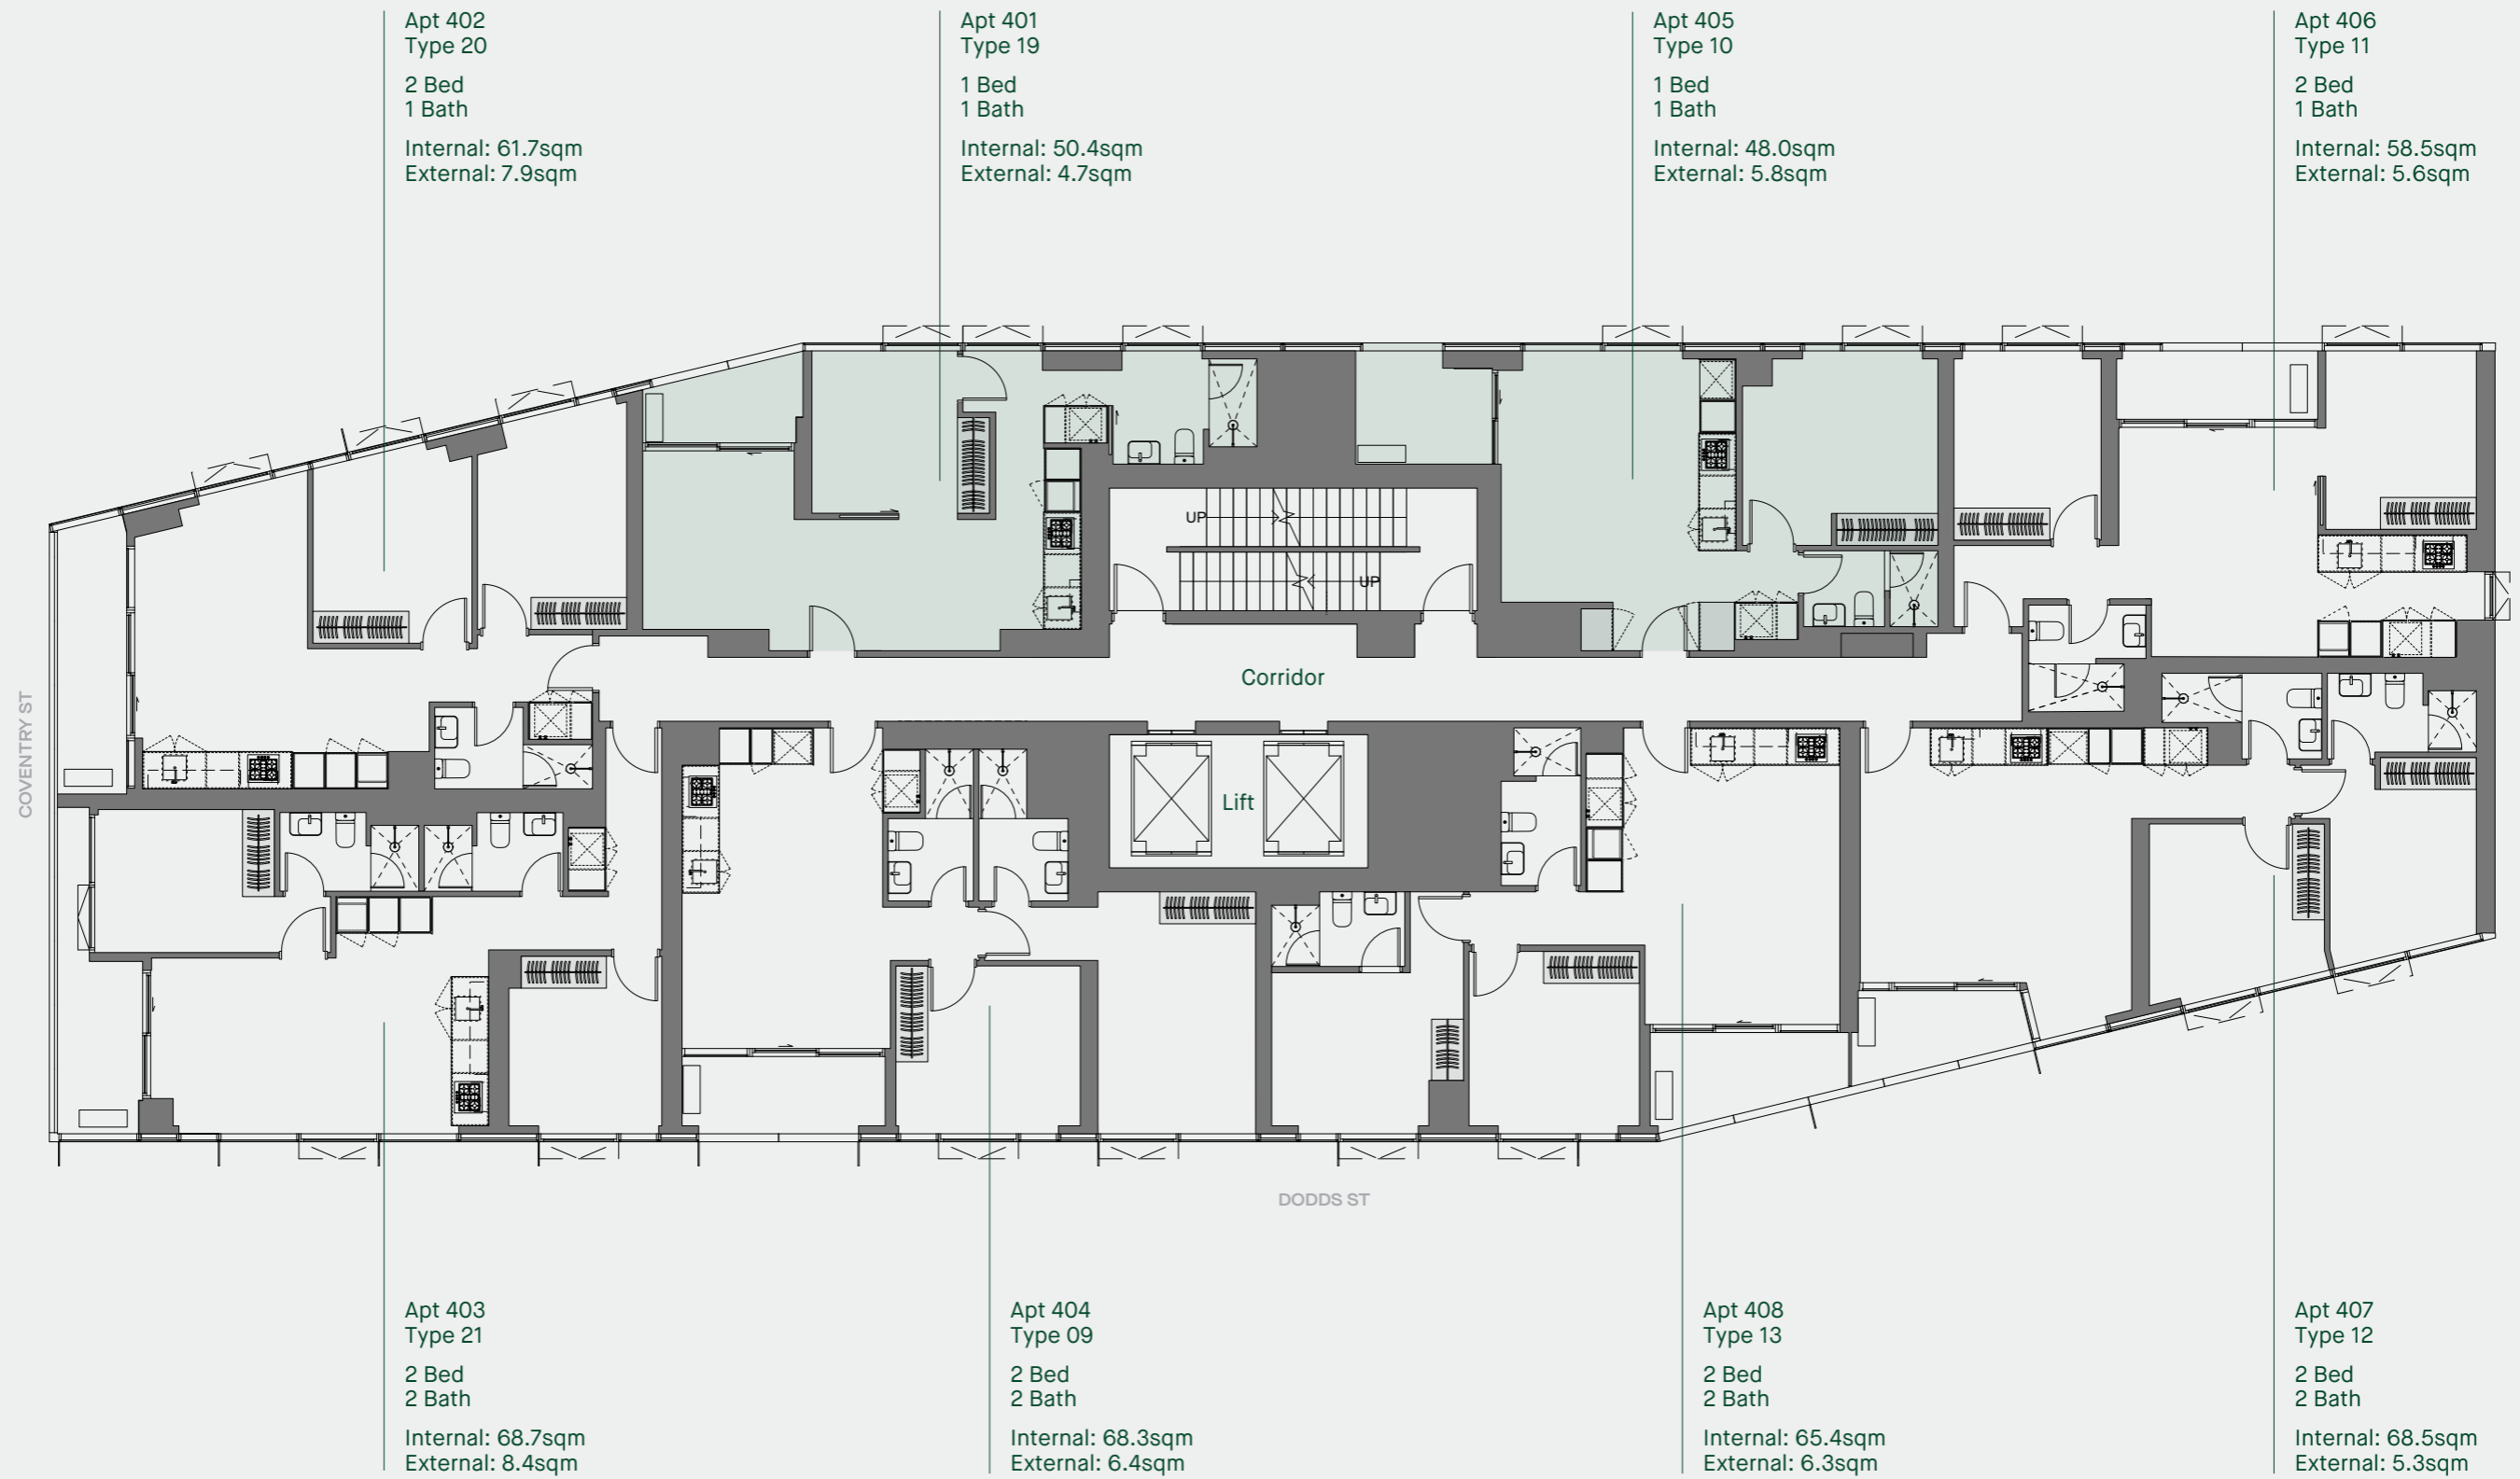 Apt 402
Type 20
2 Bed
1 Bath
Internal: 61.7sqm
External: 7.9sqm
Apt 401
Type 19
1 Bed
1 Bath
Internal: 50.4sqm
External: 4.7sqm
Apt 405
Type 10
1 Bed
1 Bath
Internal: 48.0sqm
External: 5.8sqm
Apt 406
Type 11
2 Bed
1 Bath
Internal: 58.5sqm
External: 5.6sqm
UP
UP
Corridor
COVENTRY ST
Lift
DODDS ST
Apt 403
Type 21
2 Bed
2 Bath
Internal: 68.7sqm
External: 8.4sqm
Apt 404
Type 09
2 Bed
2 Bath
Internal: 68.3sqm
External: 6.4sqm
Apt 408
Type 13
2 Bed
2 Bath
Internal: 65.4sqm
External: 6.3sqm
Apt 407
Type 12
2 Bed
2 Bath
Internal: 68.5sqm
External: 5.3sqm